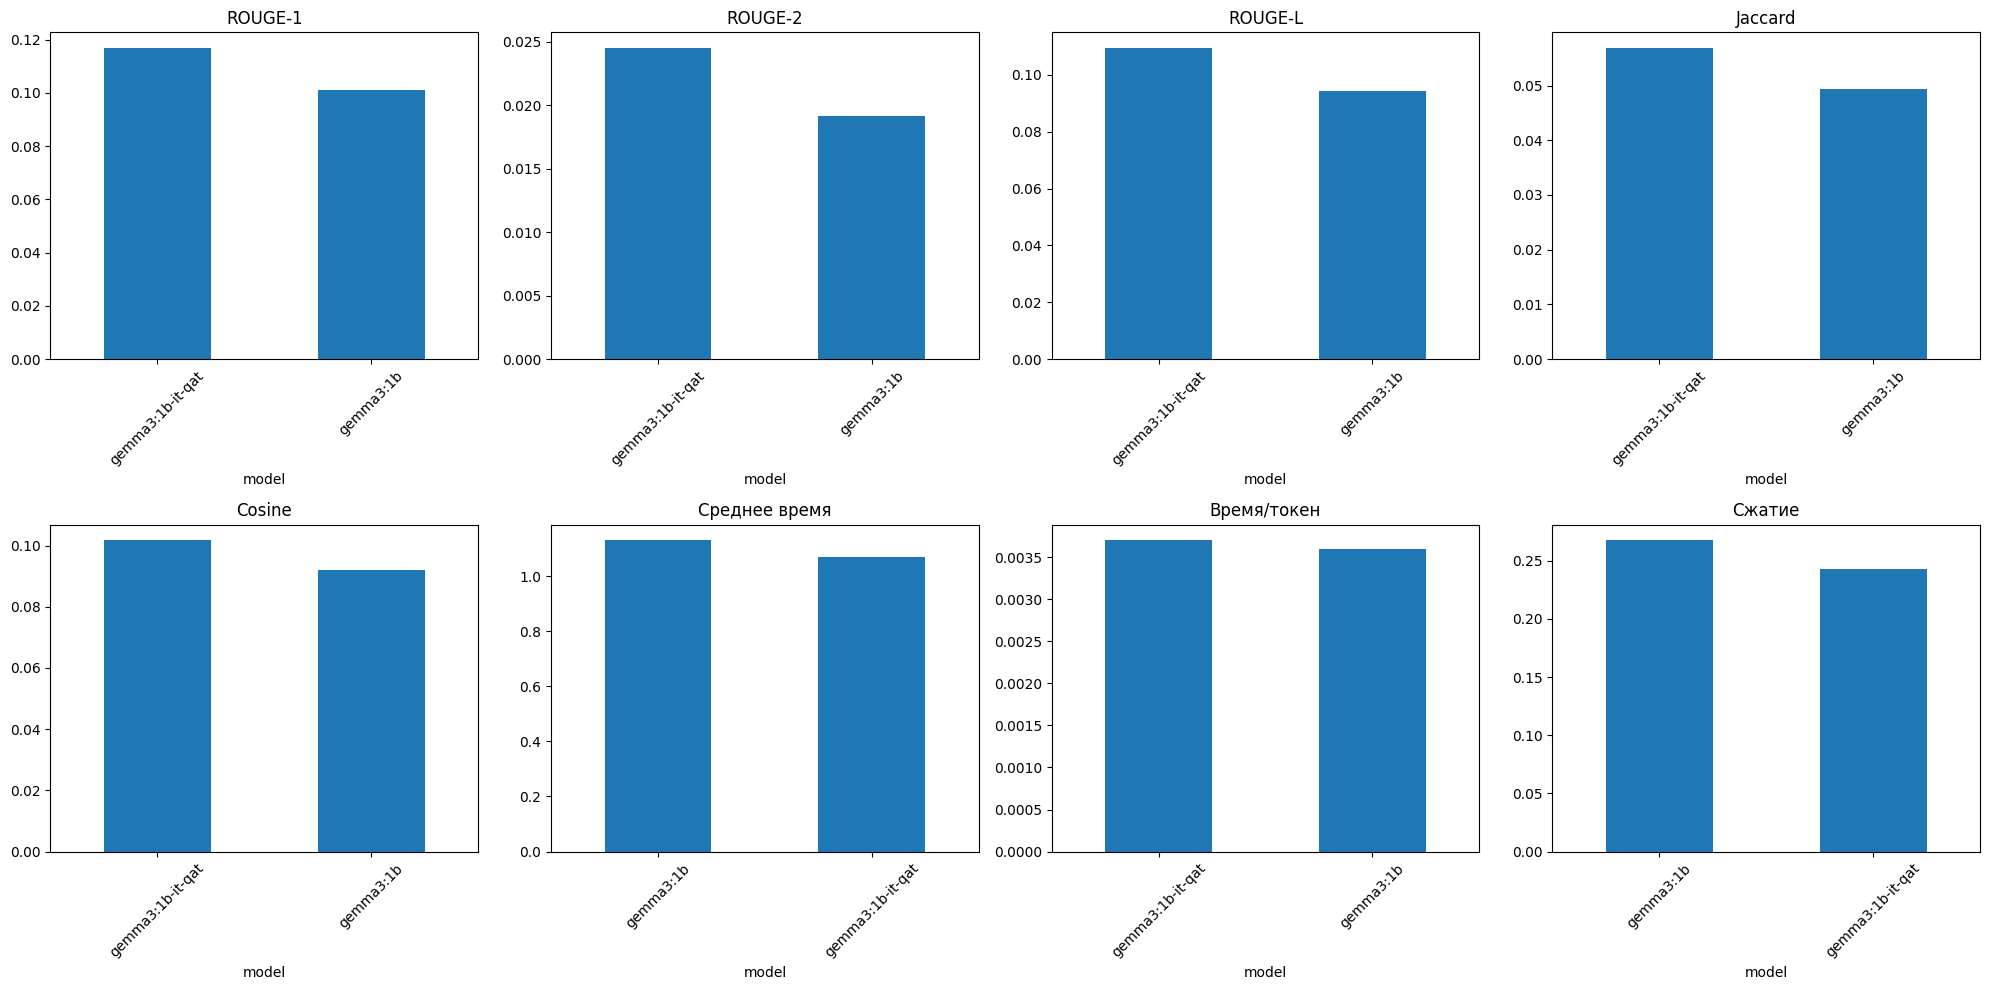 ROUGE-1
0.12
0.10
0.08
0.06
0.04
0.02
0.00
gemma3:1b-it-qat
gemma3:1b
model
ROUGE-2
0.025
0.020
0.015
0.010
0.005
0.000
gemma3:1b-it-qat
gemma3:1b
model
ROUGE-L
0.10
0.08
0.06
0.04
0.02
0.00
gemma3:1b-it-qat
gemma3:1b
model
Jaccard
0.05
0.04
0.03
0.02
0.01
0.00
gemma3:1b-it-qat
gemma3:1b
model
Cosine
0.10
0.08
0.06
0.04
0.02
0.00
gemma3:1b-it-qat
gemma3:1b
model
Среднее время
1.0
0.8
0.6
0.4
0.2
0.0
gemma3:1b
gemma3:1b-it-qat
model
Время/токен
0.0035
0.0030
0.0025
0.0020
0.0015
0.0010
0.0005
0.0000
gemma3:1b-it-qat
gemma3:1b
model
Сжатие
0.25
0.20
0.15
0.10
0.05
0.00
gemma3:1b
gemma3:1b-it-qat
model